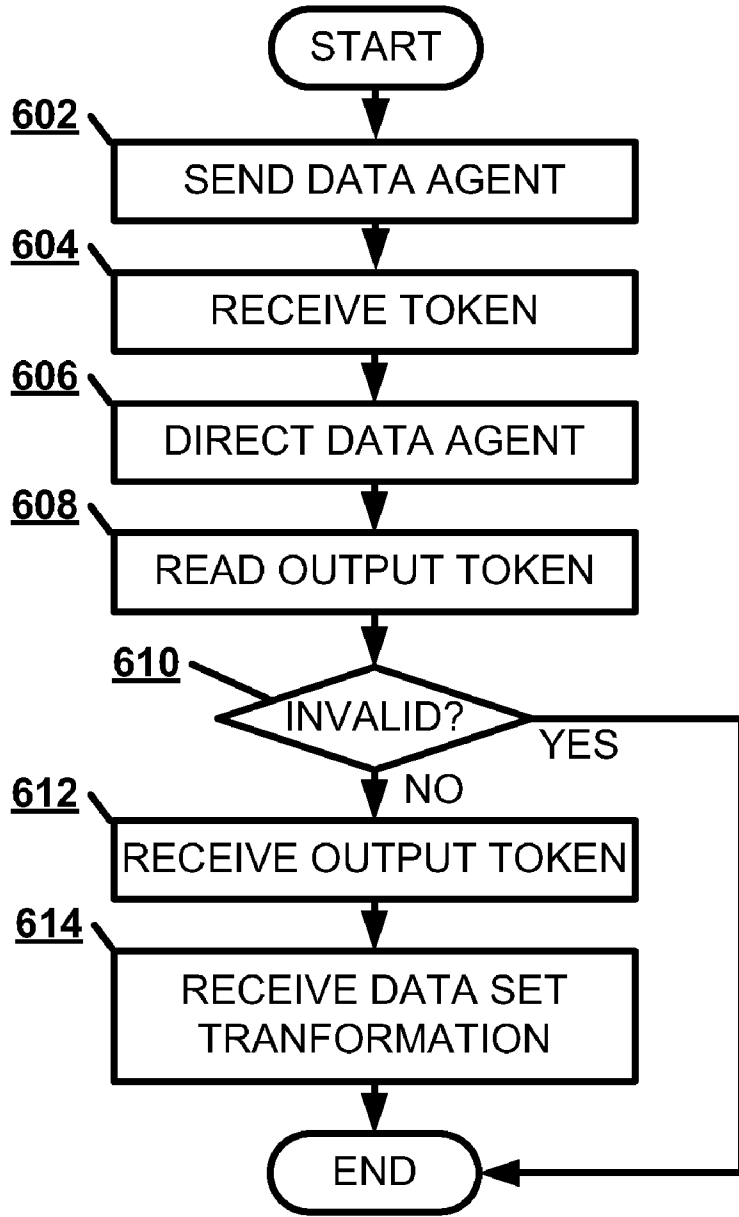 START
602
SEND DATA AGENT
604
RECEIVE TOKEN
606
DIRECT DATA AGENT
608
READ OUTPUT TOKEN
610
INVALID?
YES
NO
612
RECEIVE OUTPUT TOKEN
614
RECEIVE DATA SET
TRANFORMATION
END